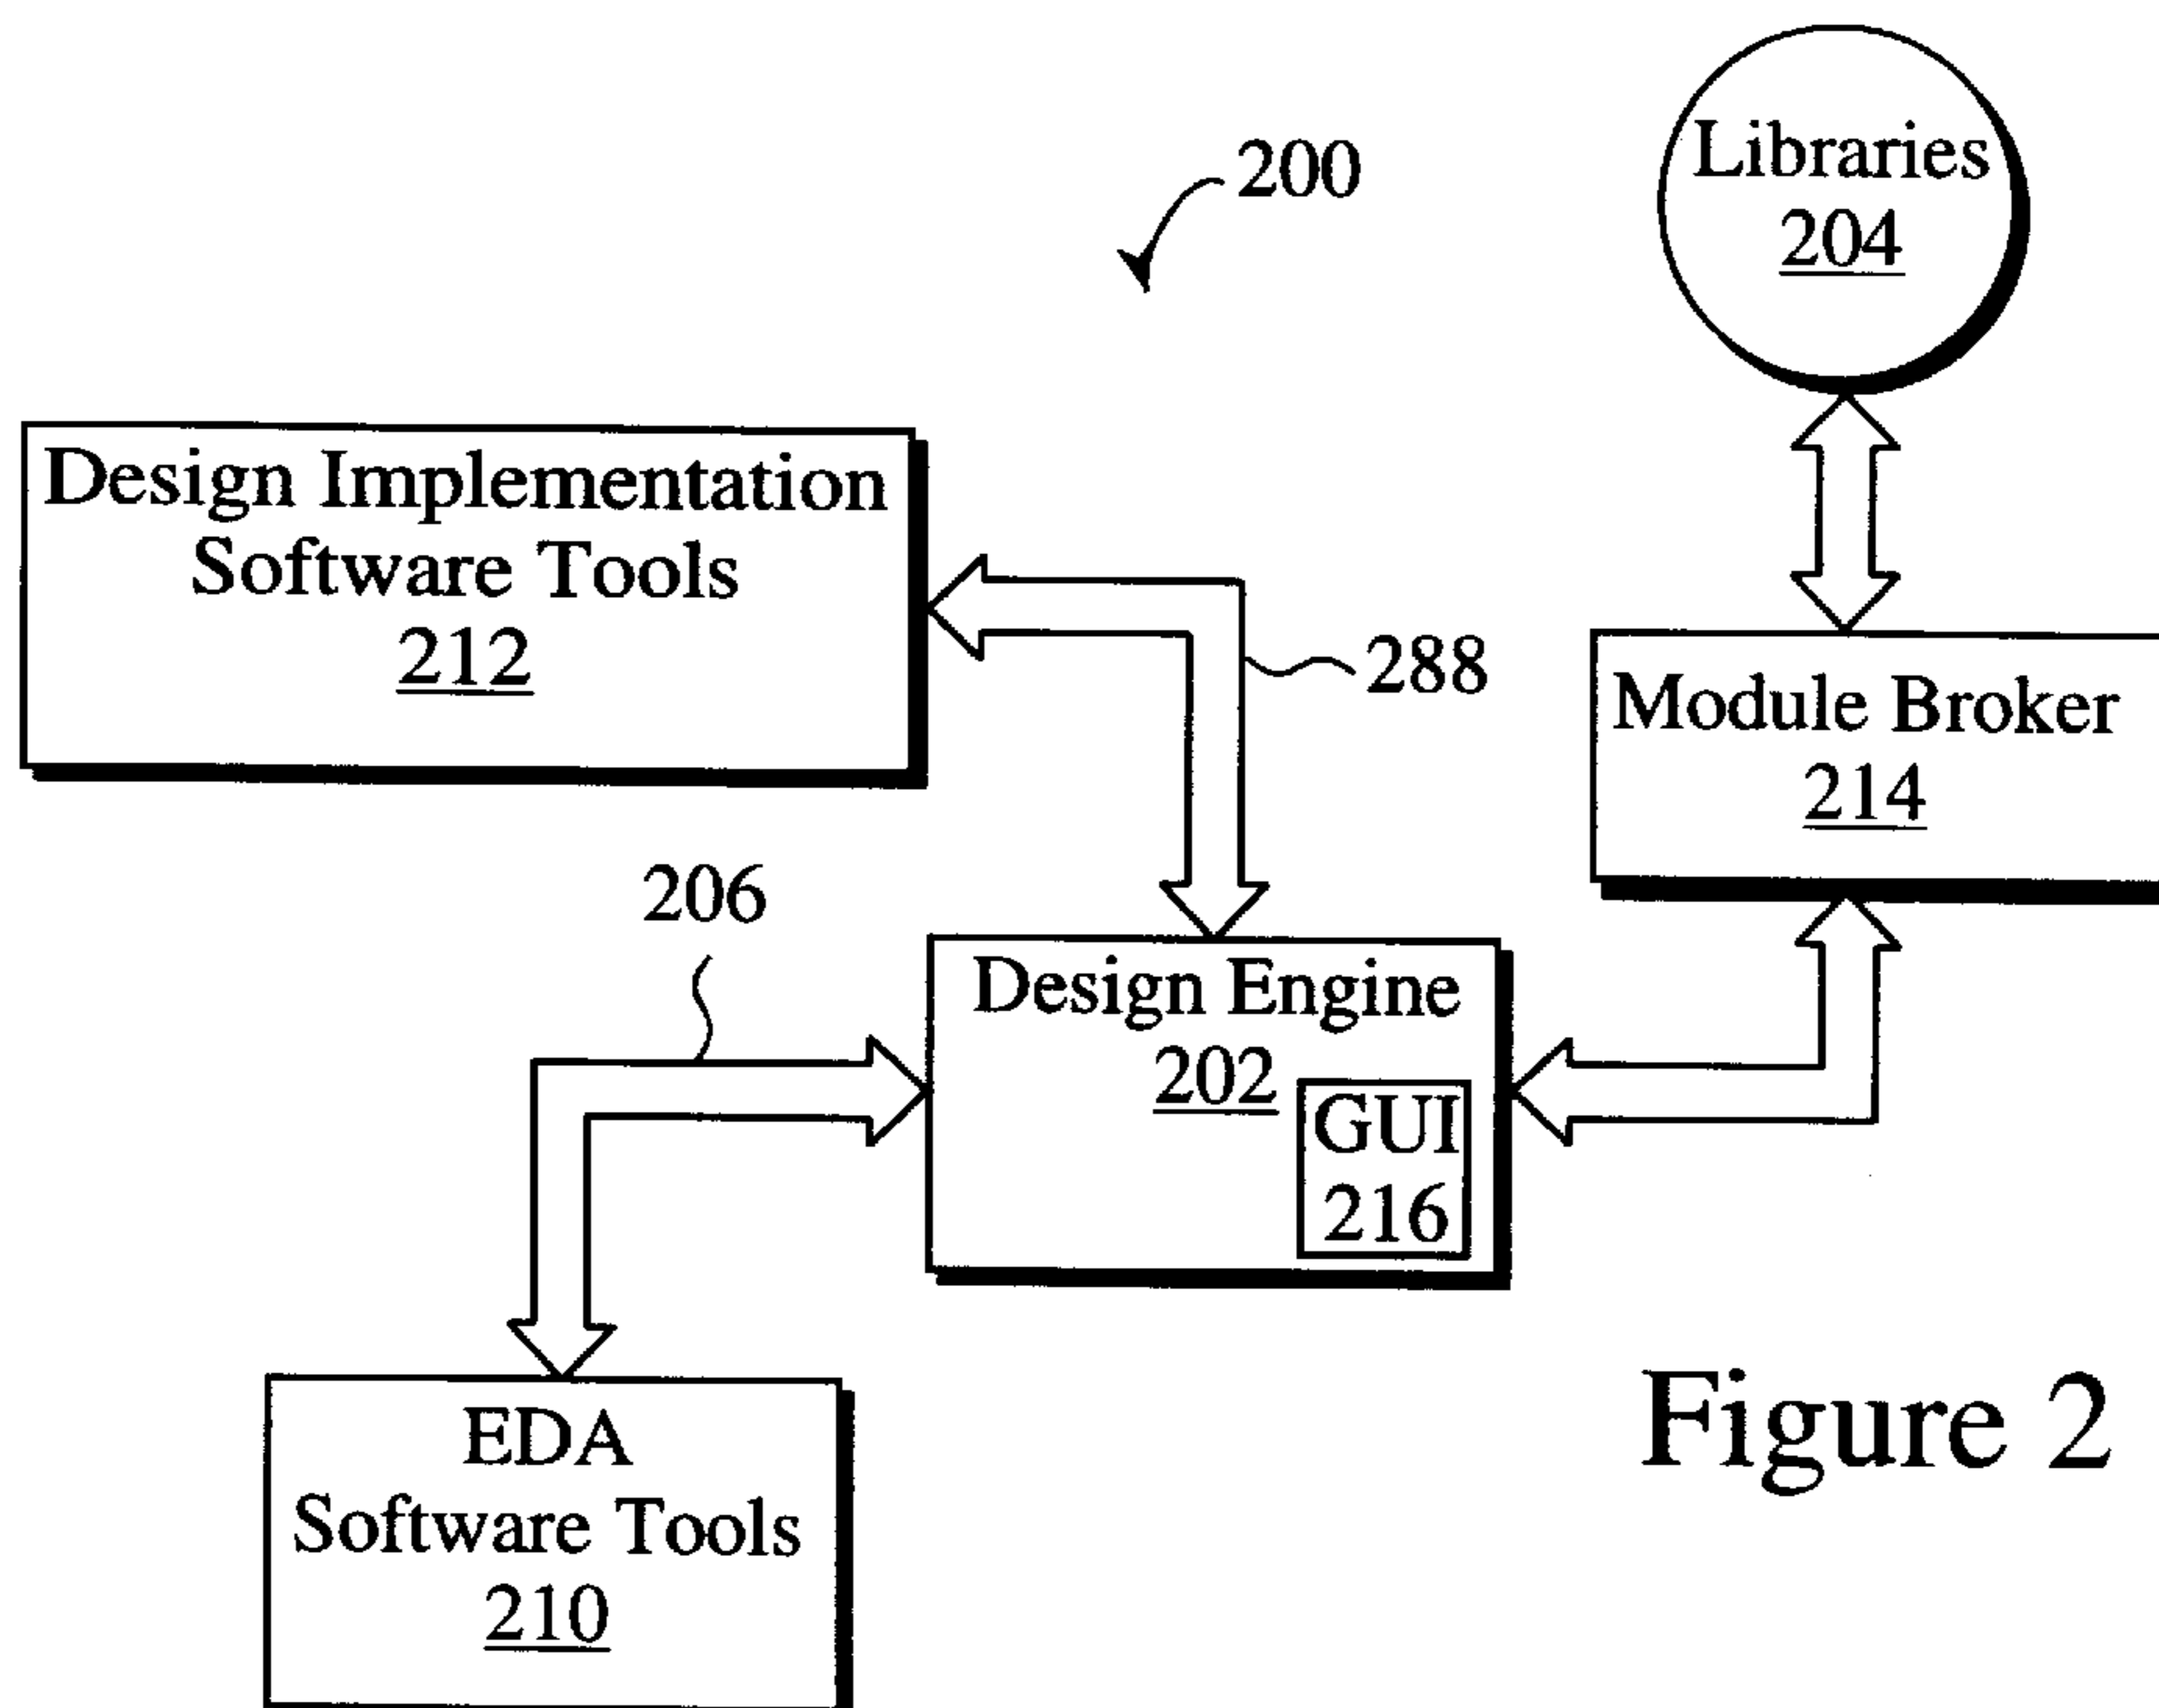 200
Libraries
204
Design Implementation
Software Tools
212
288
Module Broker
214
206
Design Engine
202
GUI
216
EDA
Software Tools
210
Figure 2